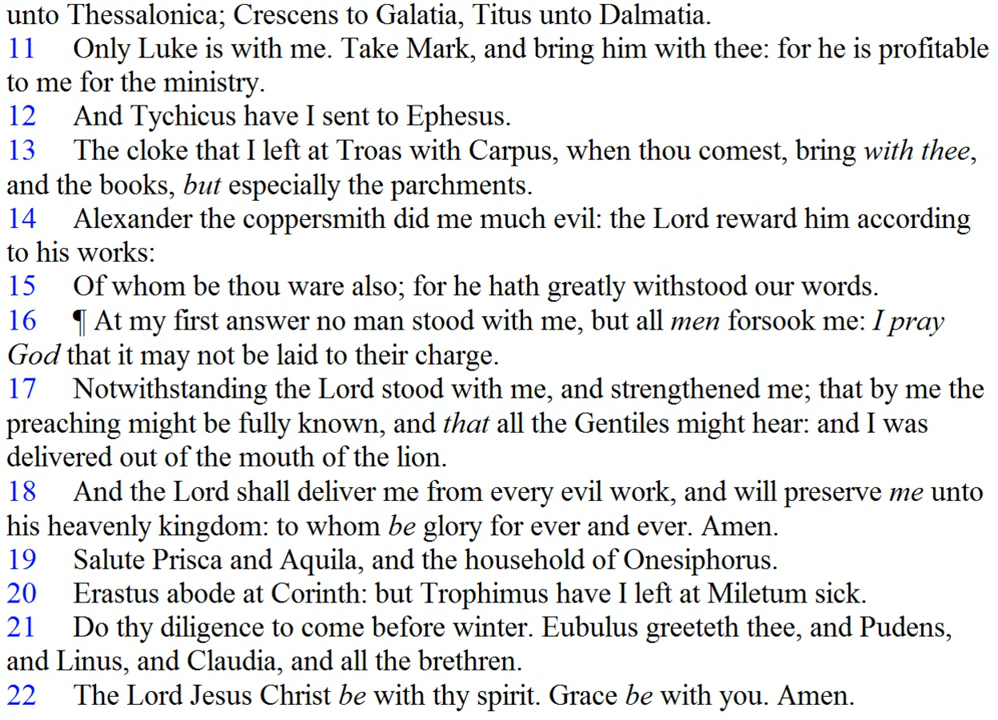 unto Thessalonica; Crescens to Galatia, Titus unto Dalmatia.
11 Only Luke is with me. Take Mark, and bring him with thee: for he is profitable
to me for the ministry.
12 And Tychicus have I sent to Ephesus.
13 The cloke that I left at Troas with Carpus, when thou comest, bring with thee,
and the books, but especially the parchments.
14 Alexander the coppersmith did me much evil: the Lord reward him according
to his works:
15 Of whom be thou ware also; for he hath greatly withstood our words.
16 ¶ At my first answer no man stood with me, but all men forsook me: I pray
God that it may not be laid to their charge.
17 Notwithstanding the Lord stood with me, and strengthened me; that by me the
preaching might be fully known, and that all the Gentiles might hear: and I was
delivered out of the mouth of the lion.
18 And the Lord shall deliver me from every evil work, and will preserve me unto
his heavenly kingdom: to whom be glory for ever and ever. Amen.
19 Salute Prisca and Aquila, and the household of Onesiphorus.
20 Erastus abode at Corinth: but Trophimus have I left at Miletum sick.
21 Do thy diligence to come before winter. Eubulus greeteth thee, and Pudens,
and Linus, and Claudia, and all the brethren.
22 The Lord Jesus Christ be with thy spirit. Grace be with you. Amen.